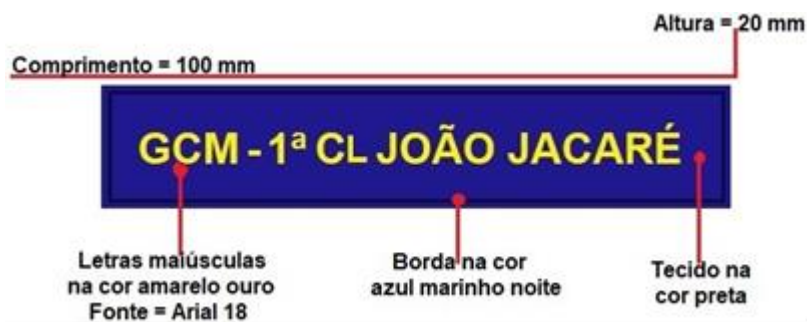 Altura = 20 mm
Comprimento = 100 mm
GCM - 1ª CL JOÃO JACARÉ
Letras maiúsculas
na cor amarelo ouro
Fonte = Arial 18
Borda na cor
azul marinho noite
Tecido na
cor preta